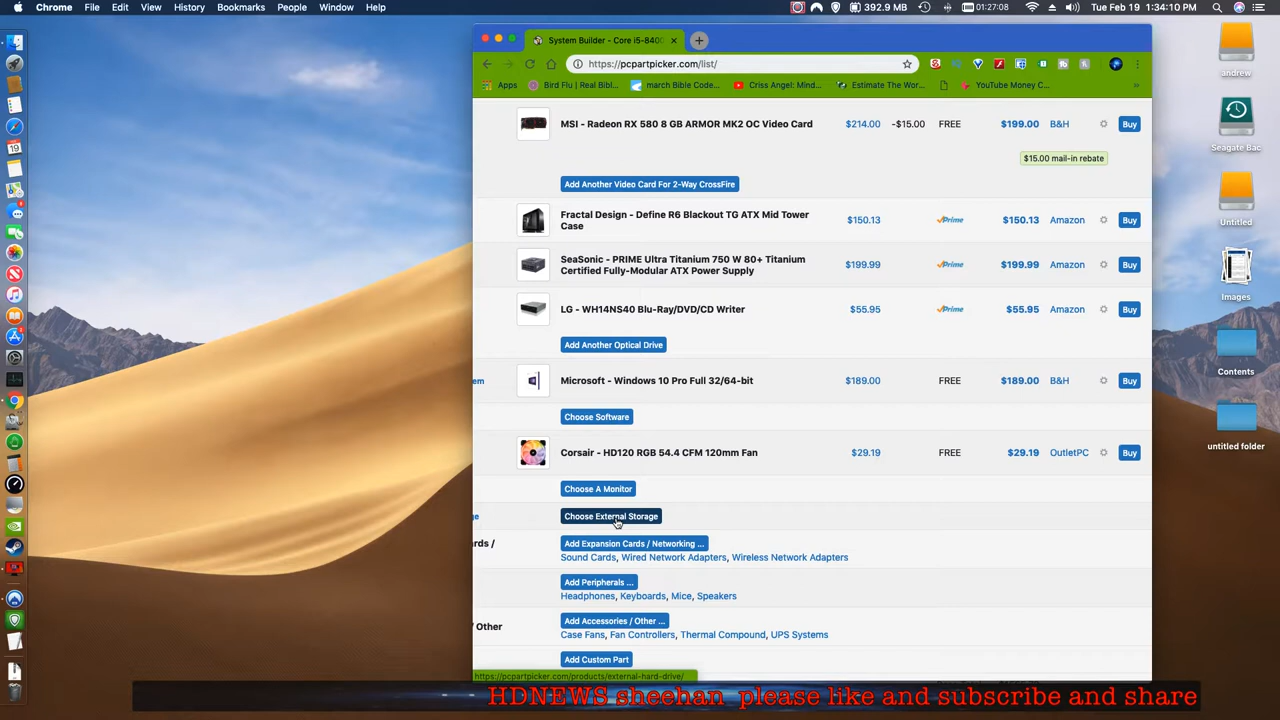 Chrome File Edit View History Bookmarks People Window Help
392.9 MB 01:27:08 Tue Feb 19 1:34:10 PM
System Builder - Core i5-8400
https://pcpartpicker.com/list/
Apps Bird Flu | Real Bibl... march Bible Code... Criss Angel: Mind... Estimate The Wor... YouTube Money C... »
MSI - Radeon RX 580 8 GB ARMOR MK2 OC Video Card $214.00 -$15.00 FREE $199.00 B&H Buy
$15.00 mail-in rebate
Add Another Video Card For 2-Way CrossFire
Fractal Design - Define R6 Blackout TG ATX Mid Tower
Case $150.13 Prime $150.13 Amazon Buy
SeaSonic - PRIME Ultra Titanium 750 W 80+ Titanium
Certified Fully-Modular ATX Power Supply $199.99 Prime $199.99 Amazon Buy
LG - WH14NS40 Blu-Ray/DVD/CD Writer $55.95 Prime $55.95 Amazon Buy
Add Another Optical Drive
em Microsoft - Windows 10 Pro Full 32/64-bit $189.00 FREE $189.00 B&H Buy
Choose Software
Corsair - HD120 RGB 54.4 CFM 120mm Fan $29.19 FREE $29.19 OutletPC Buy
Choose A Monitor
ge Choose External Storage
rds / Add Expansion Cards / Networking ...
Sound Cards, Wired Network Adapters, Wireless Network Adapters
Add Peripherals ...
Headphones, Keyboards, Mice, Speakers
/ Other Add Accessories / Other ...
Case Fans, Fan Controllers, Thermal Compound, UPS Systems
Add Custom Part
https://pcpartpicker.com/products/external-hard-drive/
andrew
Seagate Bac
Untitled
Images
Contents
untitled folder
HDNEWS sheehan please like and subscribe and share